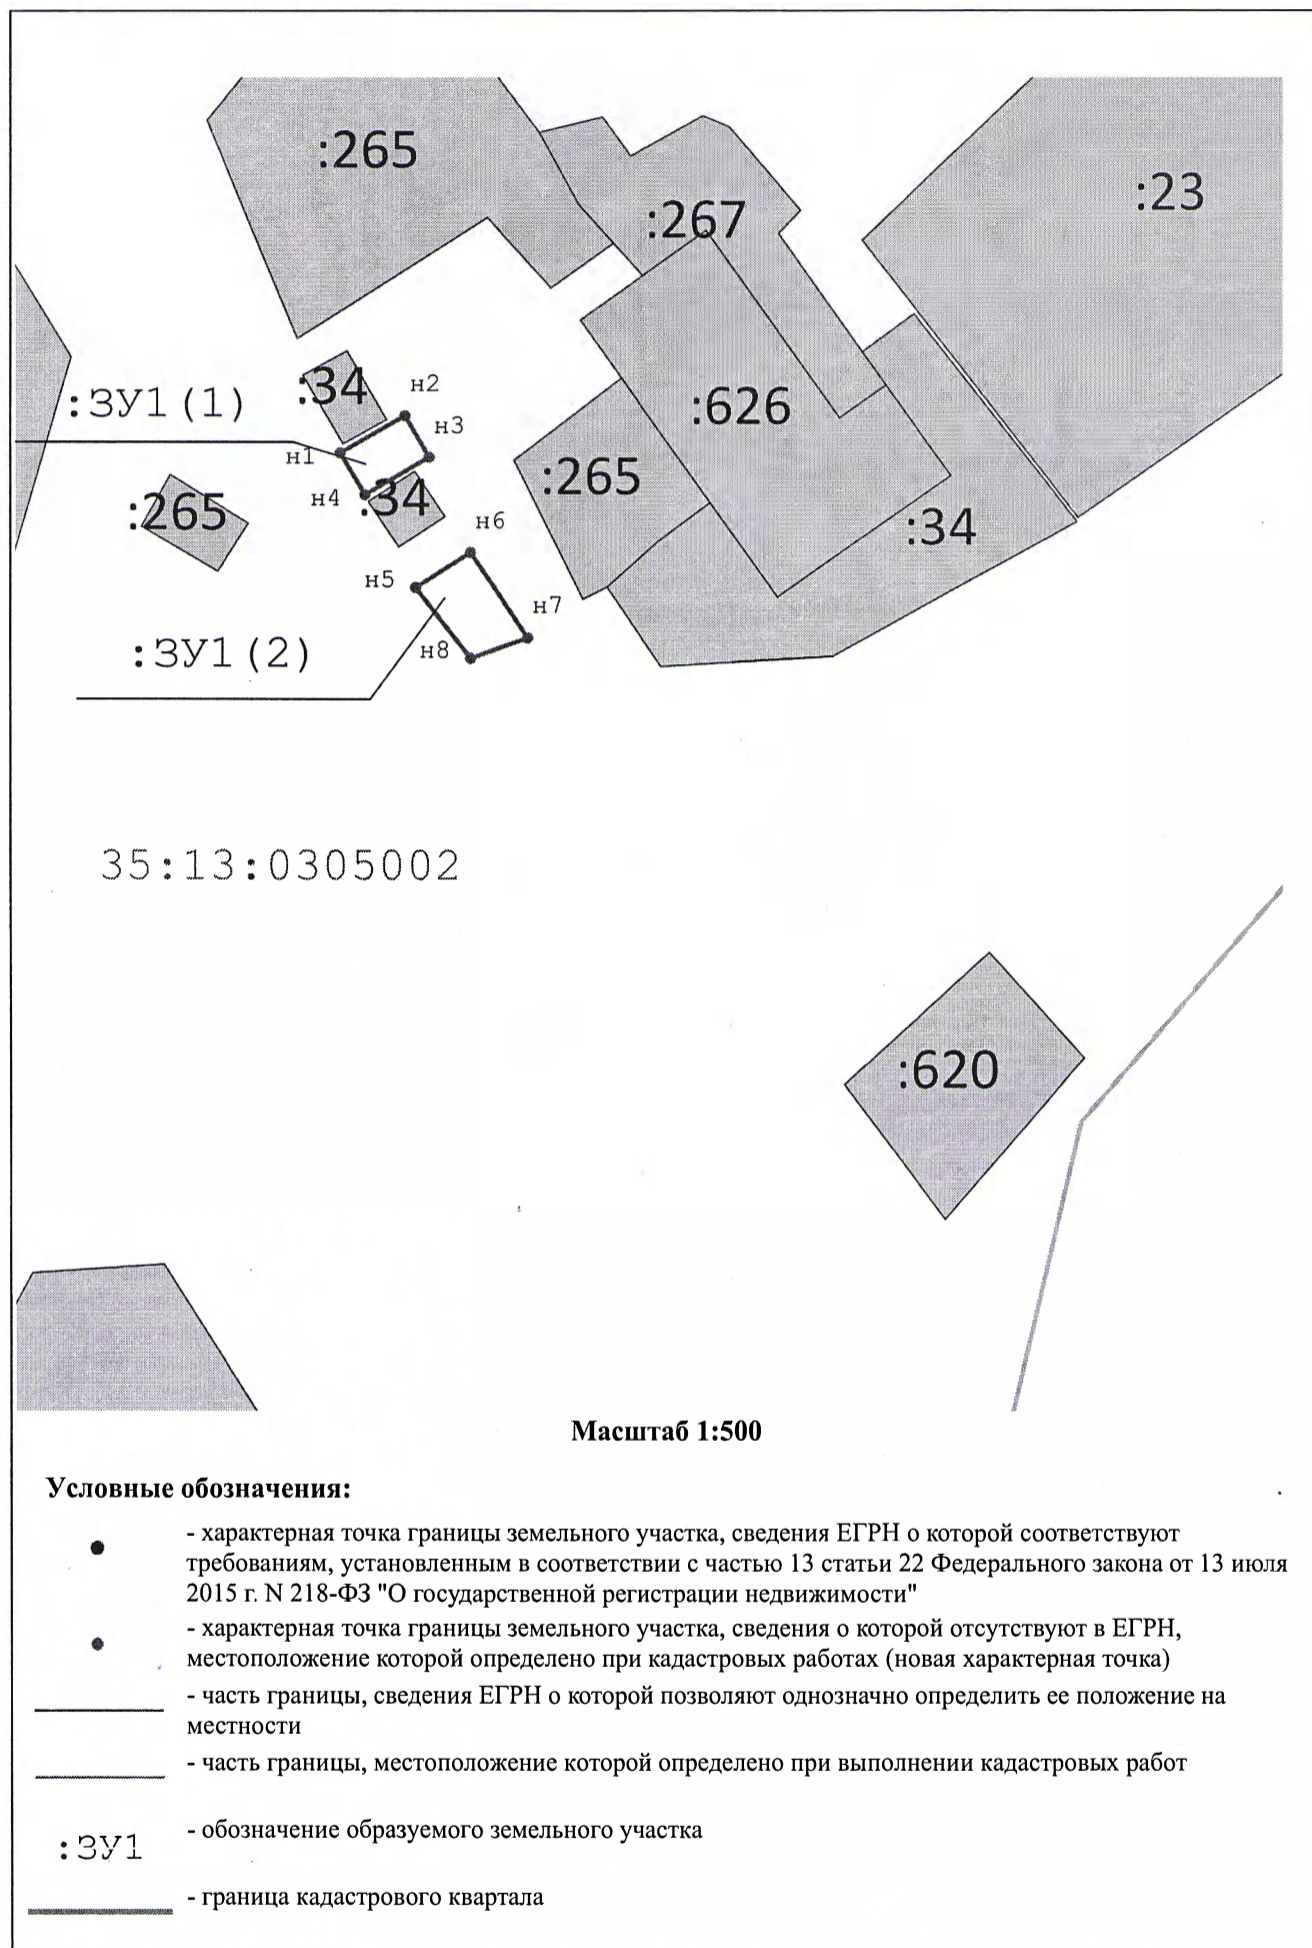 :265
:267
:23
:34
н2
:ЗУ1(1)
:626
н3
н1
:265
н4
:34
:265
н6
:34
н5
н7
:ЗУ1(2)
н8
35:13:0305002
:620
Масштаб 1:500
Условные обозначения:
- характерная точка границы земельного участка, сведения ЕГРН о которой соответствуют
требованиям, установленным в соответствии с частью 13 статьи 22 Федерального закона от 13 июля
2015 г. N 218-ФЗ "О государственной регистрации недвижимости"
- характерная точка границы земельного участка, сведения о которой отсутствуют в ЕГРН,
местоположение которой определено при кадастровых работах (новая характерная точка)
- часть границы, сведения ЕГРН о которой позволяют однозначно определить ее положение на
местности
- часть границы, местоположение которой определено при выполнении кадастровых работ
:ЗУ1 - обозначение образуемого земельного участка
- граница кадастрового квартала